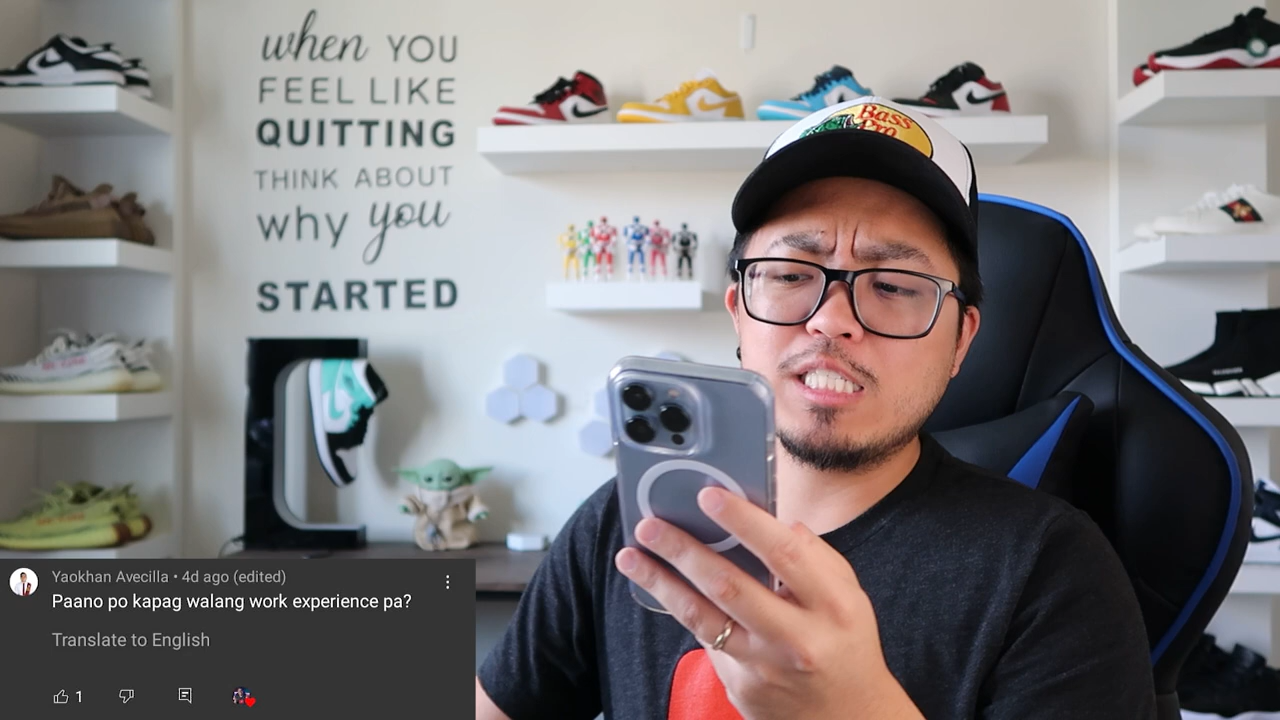 when YOU
FEEL LIKE
QUITTING
THINK ABOUT
why you
STARTED
Bass
Pro
Yaokhan Avecilla • 4d ago (edited)
Paano po kapag walang work experience pa?
Translate to English
1